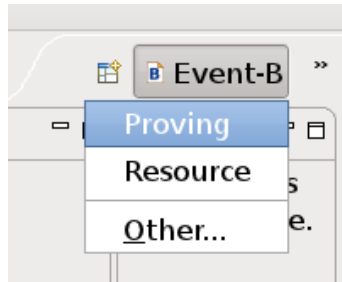 Event-B »
Proving
Resource
Other...
s
e.